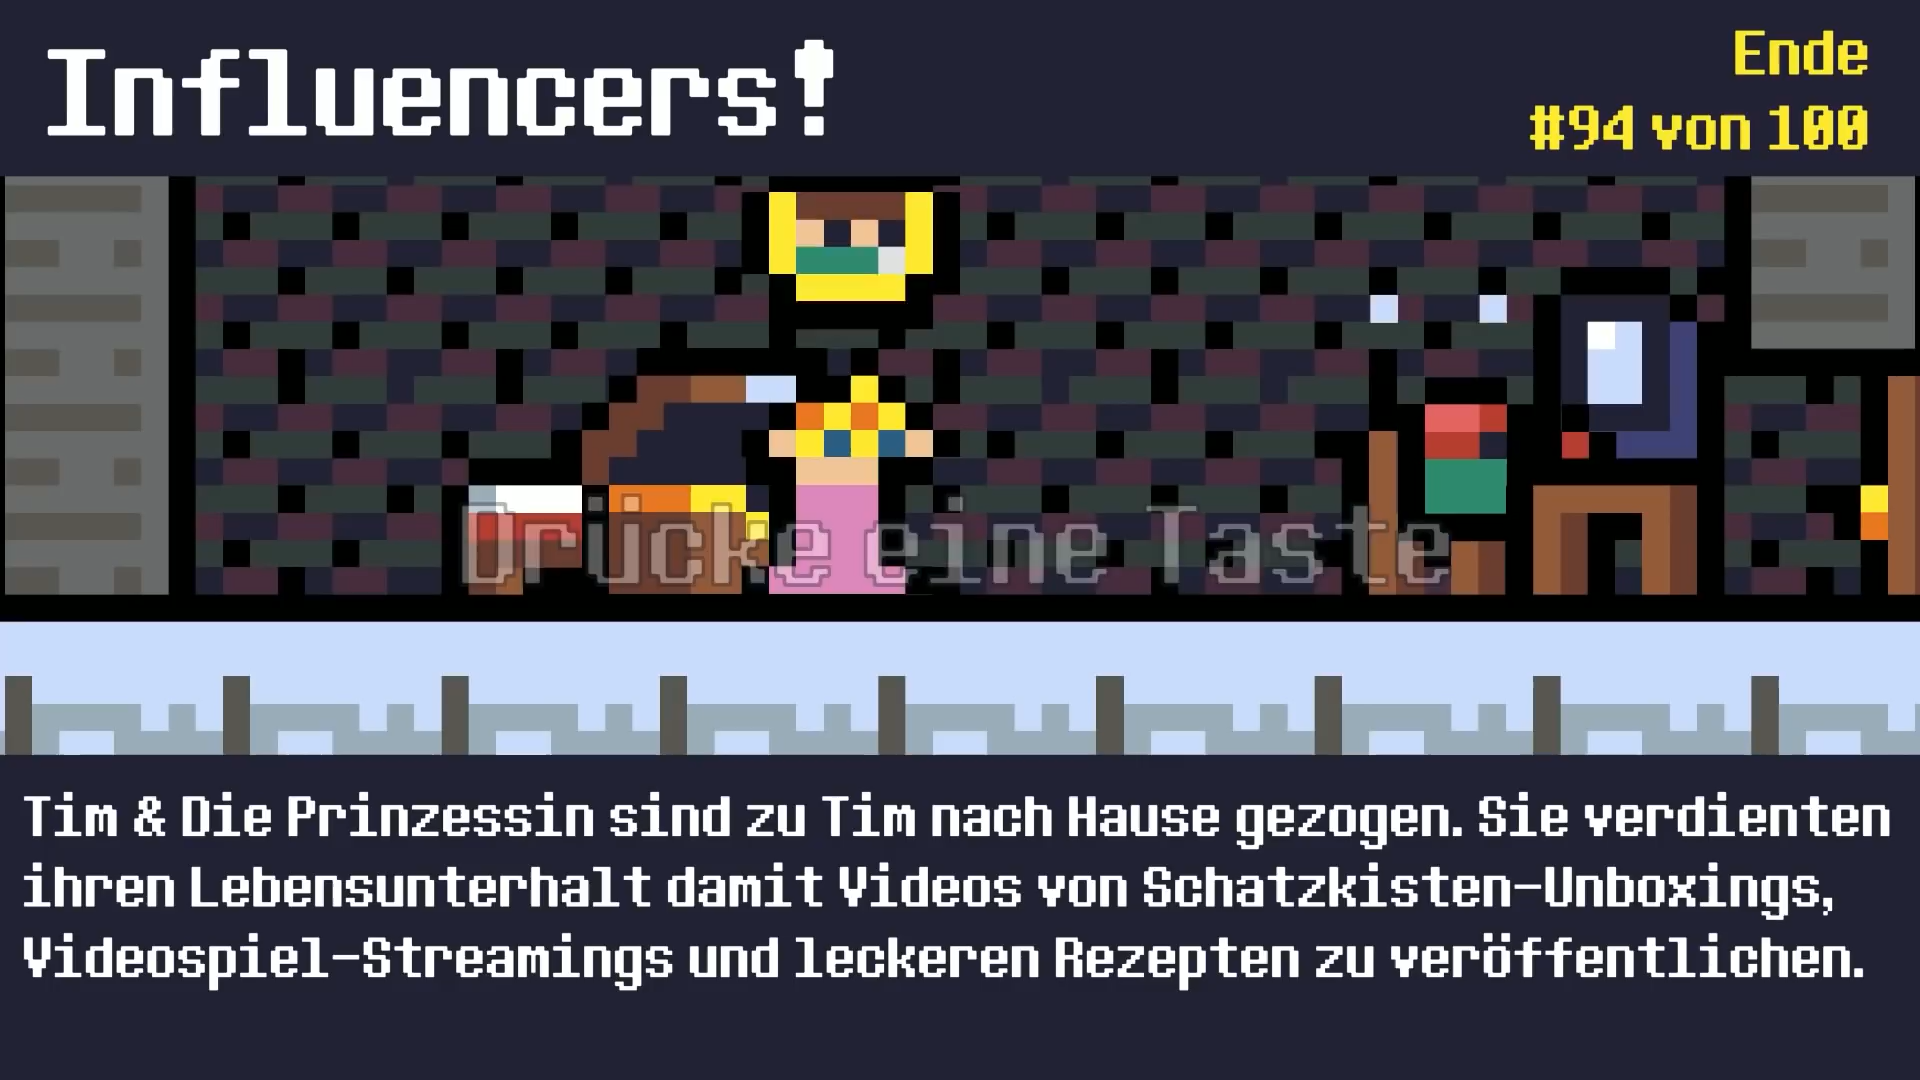 Influencers!
Ende
#94 von 100
Drücke eine Taste
Tim & Die Prinzessin sind zu Tim nach Hause gezogen. Sie verdienten
ihren Lebensunterhalt damit Videos von Schatzkisten-Unboxings,
Videospiel-Streamings und leckeren Rezepten zu veröffentlichen.